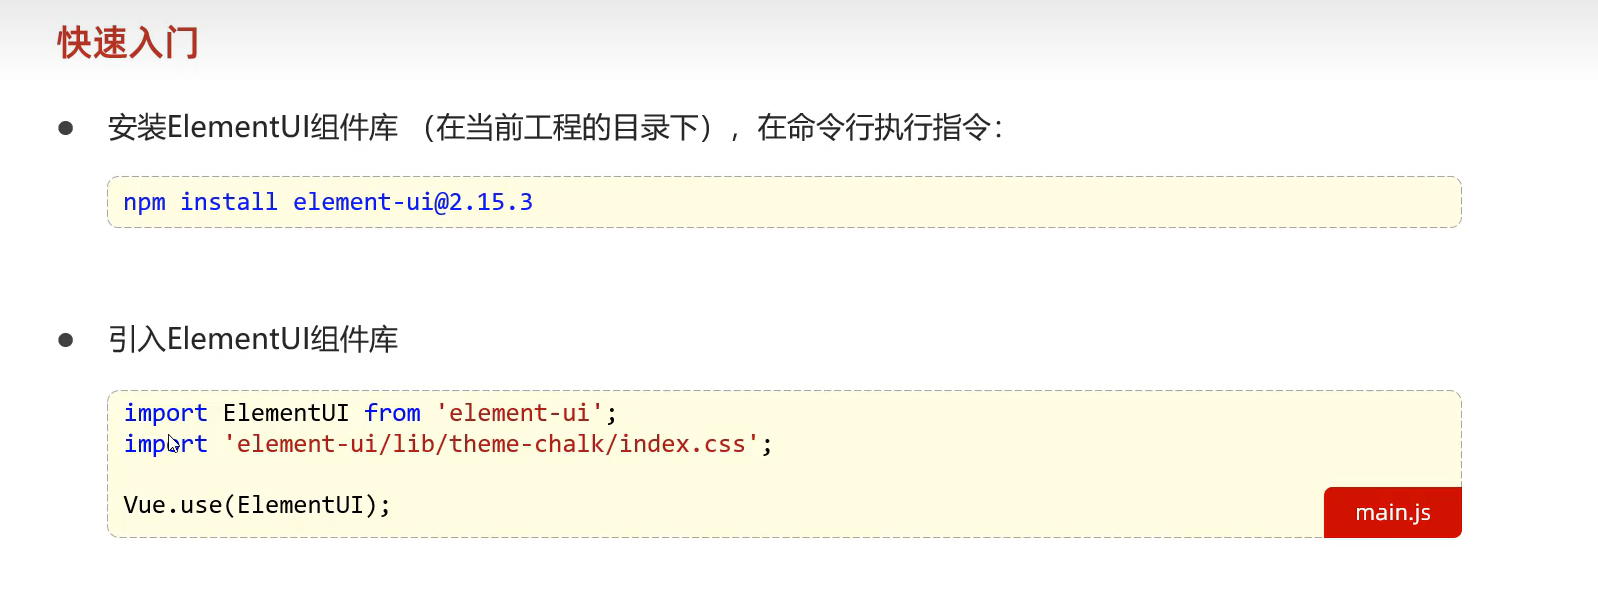 快速入门
安装ElementUI组件库 （在当前工程的目录下），在命令行执行指令：
npm install element-ui@2.15.3
引入ElementUI组件库
import ElementUI from 'element-ui';
import 'element-ui/lib/theme-chalk/index.css';
Vue.use(ElementUI);
main.js